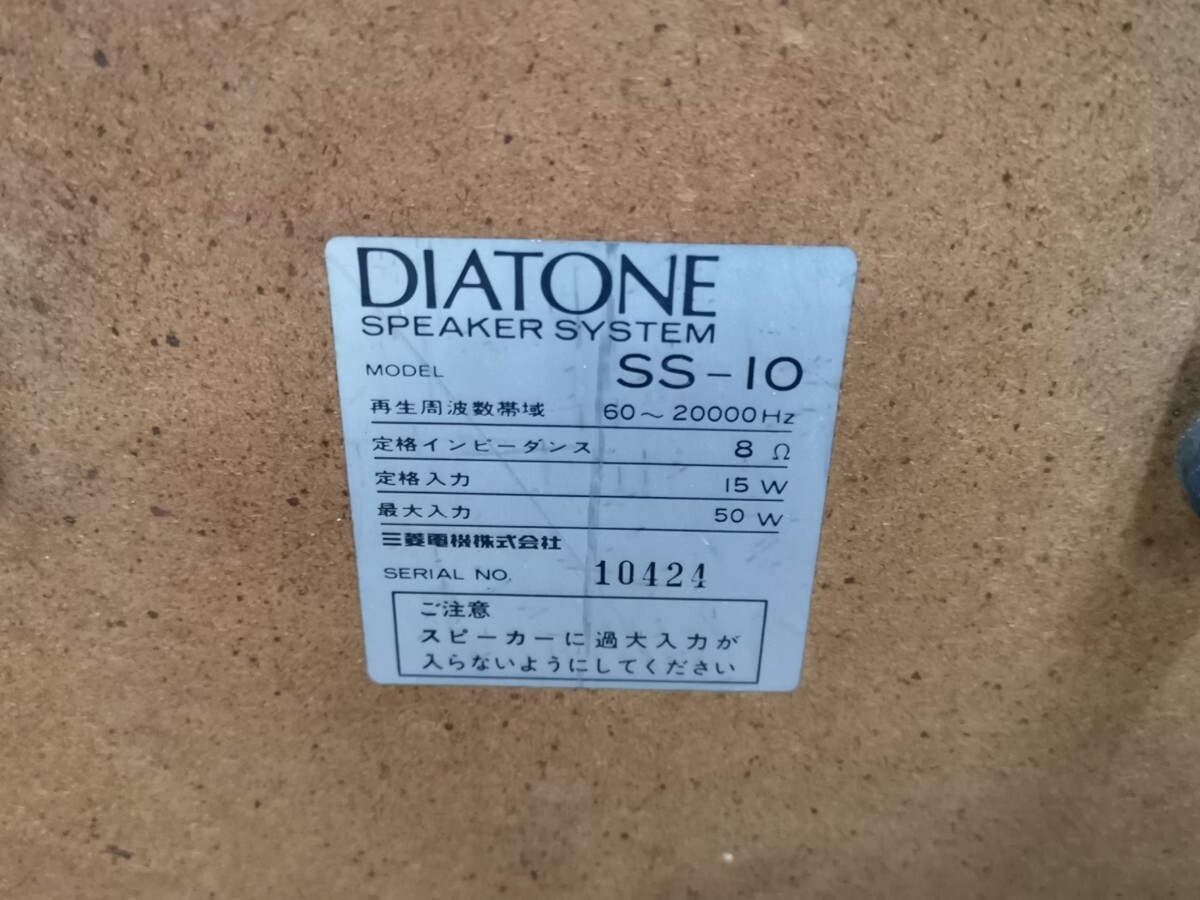 DIATONE
SPEAKER SYSTEM
MODEL SS-10
再生周波数帯域 60～20000Hz
定格インピーダンス 8 Ω
定格入力 15 W
最大入力 50 W
三菱電機株式会社
SERIAL NO. 10424
ご注意
スピーカーに過大入力が
入らないようにしてください